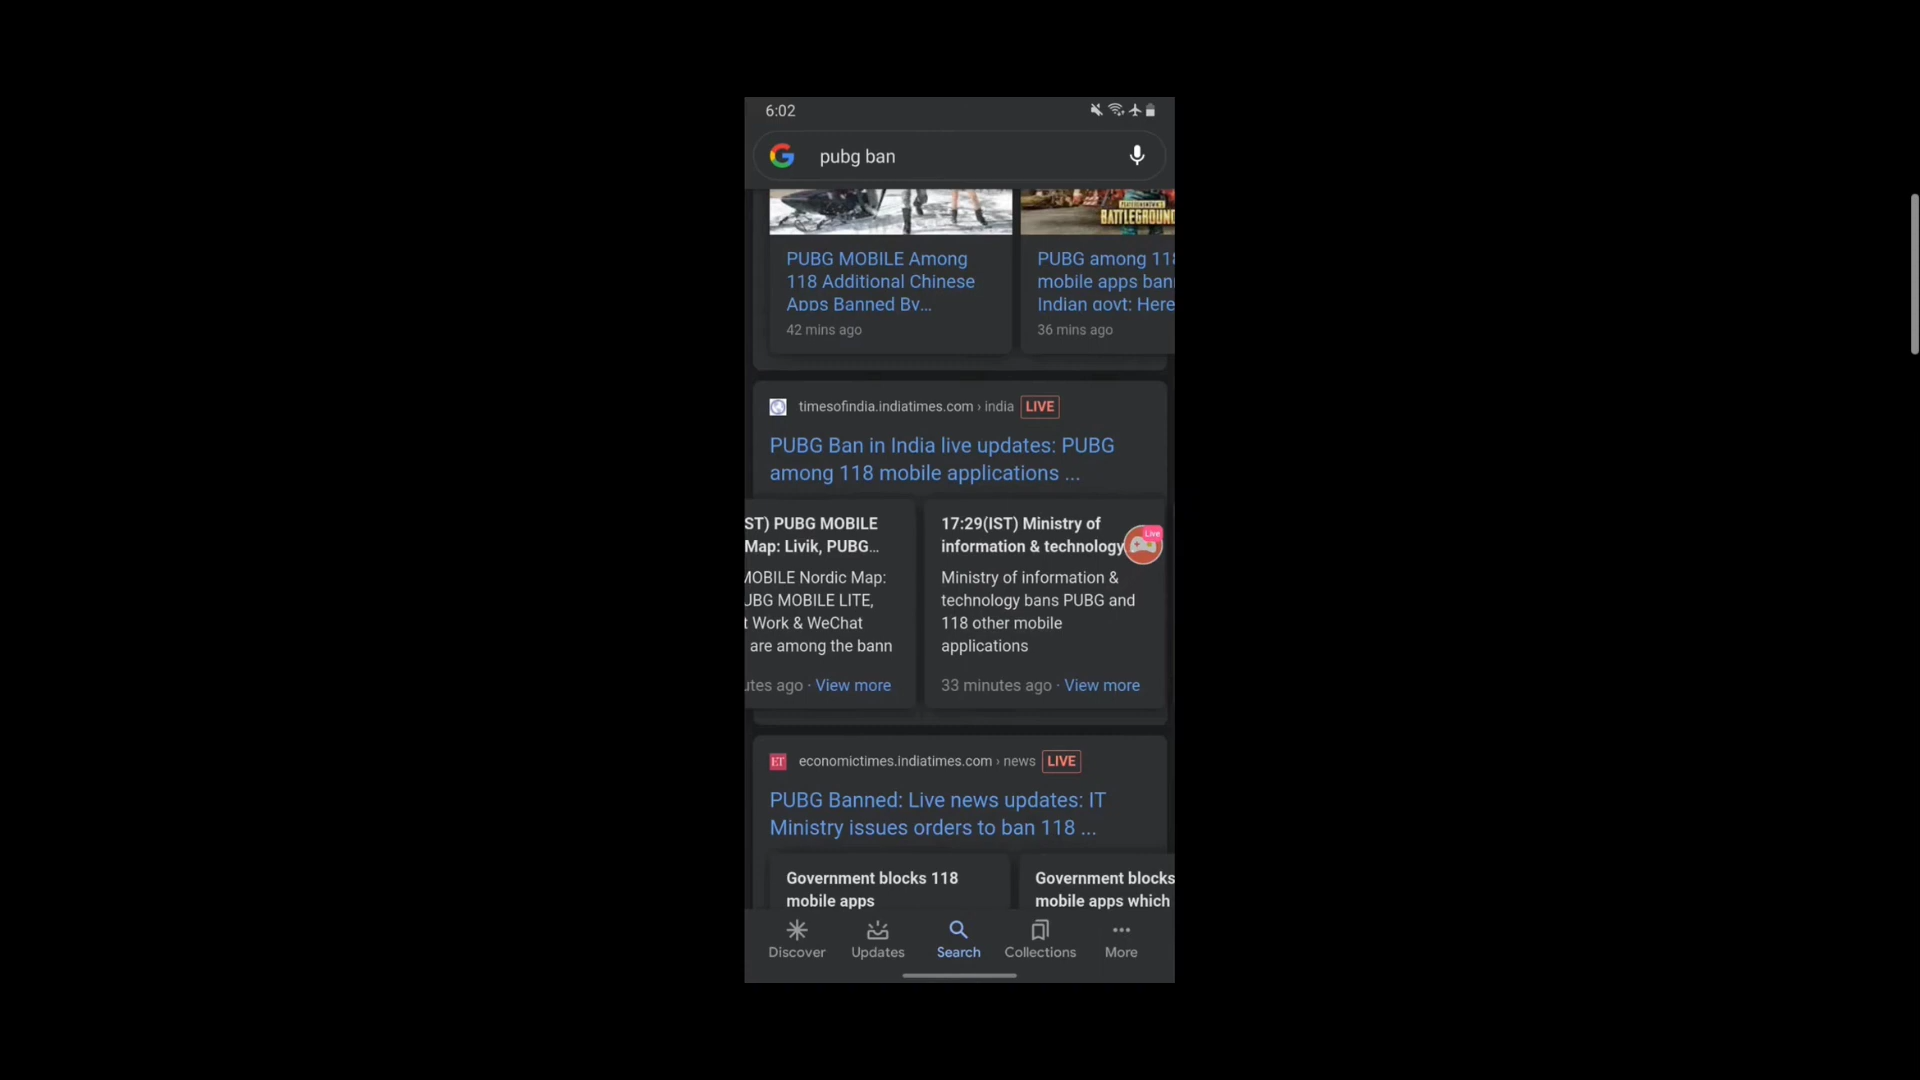 6:02
pubg ban
BATTLEGROUN
PUBG MOBILE Among
118 Additional Chinese
Apps Banned By...
42 mins ago
PUBG among 118
mobile apps ban
Indian govt: Here
36 mins ago
timesofindia.indiatimes.com › india LIVE
PUBG Ban in India live updates: PUBG
among 118 mobile applications ...
ST) PUBG MOBILE
Map: Livik, PUBG...
MOBILE Nordic Map:
UBG MOBILE LITE,
t Work & WeChat
are among the bann
utes ago · View more
17:29(IST) Ministry of
information & technology
Live
Ministry of information &
technology bans PUBG and
118 other mobile
applications
33 minutes ago · View more
ET economictimes.indiatimes.com › news LIVE
PUBG Banned: Live news updates: IT
Ministry issues orders to ban 118 ...
Government blocks 118
mobile apps
Government blocks
mobile apps which
Discover
Updates
Search
Collections
More